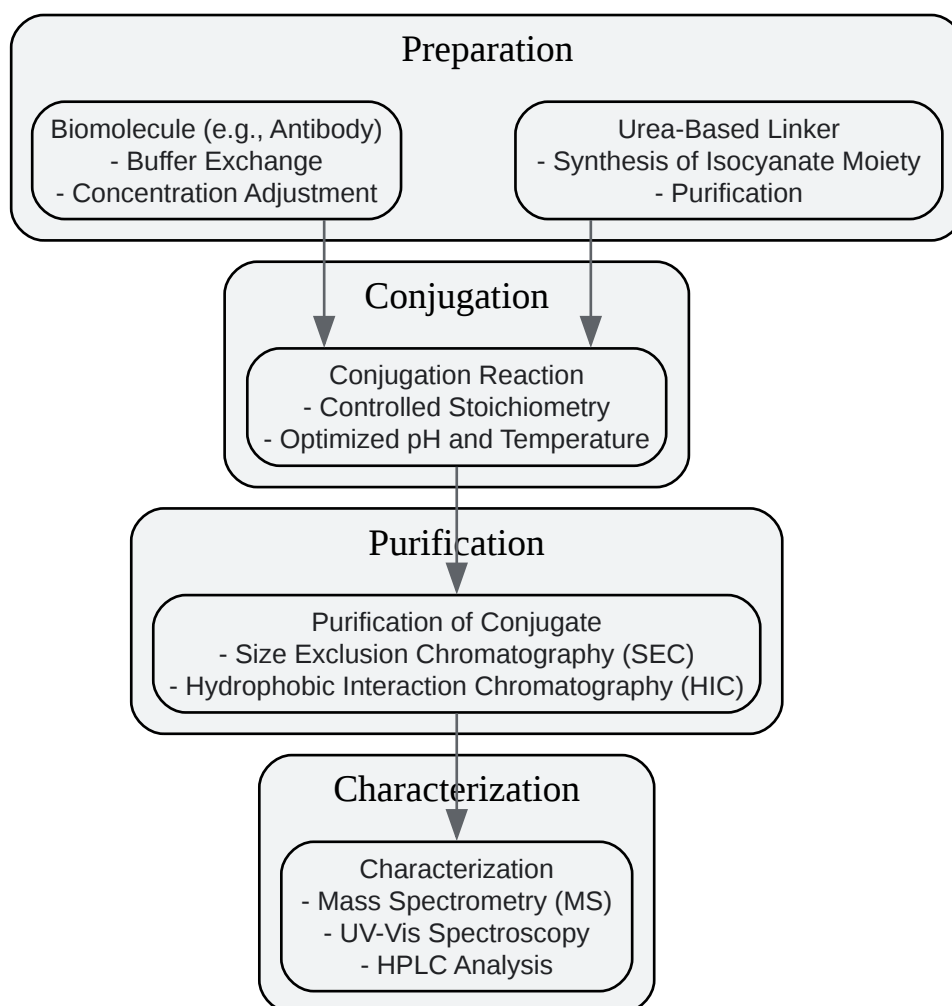 Preparation
Biomolecule (e.g., Antibody)
- Buffer Exchange
- Concentration Adjustment
Urea-Based Linker
- Synthesis of Isocyanate Moiety
- Purification
Conjugation
Conjugation Reaction
- Controlled Stoichiometry
- Optimized pH and Temperature
Purification
Purification of Conjugate
- Size Exclusion Chromatography (SEC)
- Hydrophobic Interaction Chromatography (HIC)
Characterization
Characterization
- Mass Spectrometry (MS)
- UV-Vis Spectroscopy
- HPLC Analysis